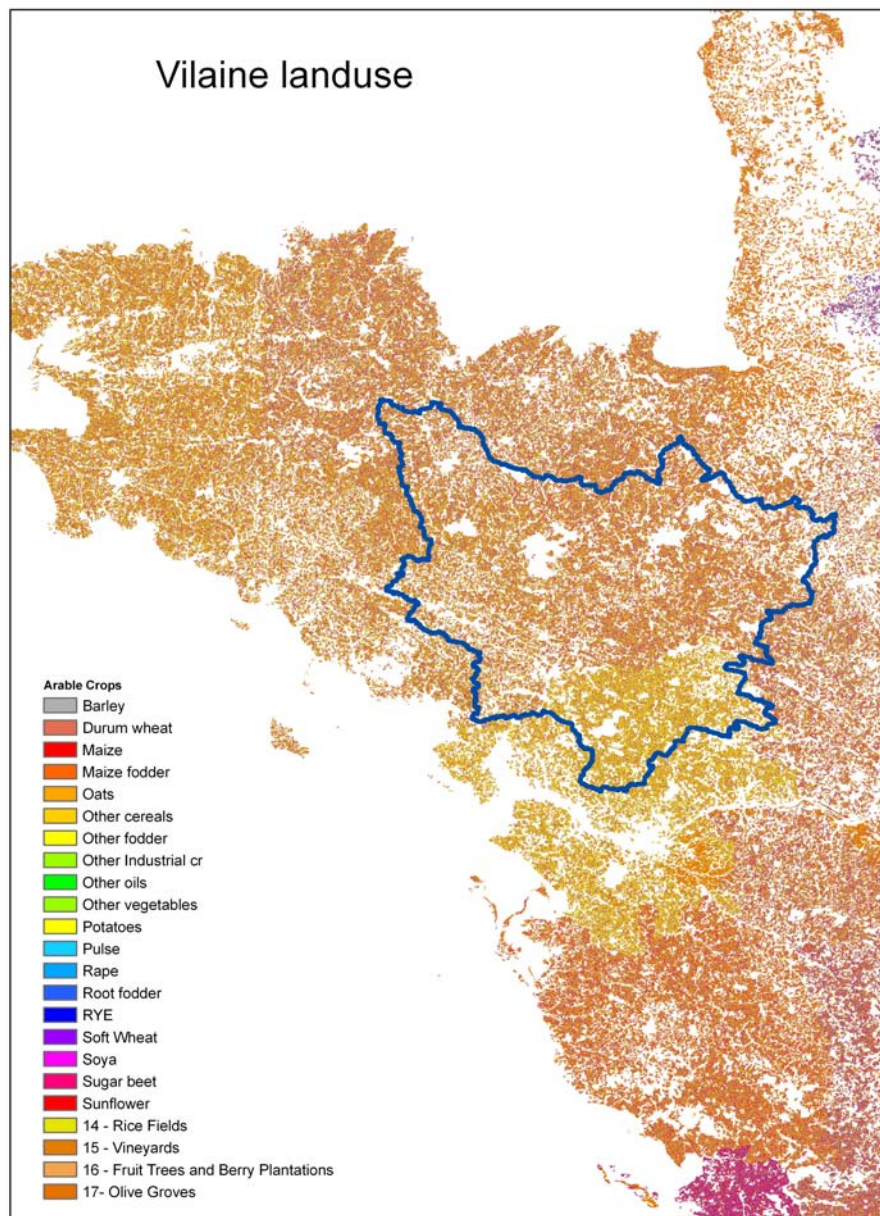 Vilaine landuse
Arable Crops
Barley
Durum wheat
Maize
Maize fodder
Oats
Other cereals
Other fodder
Other Industrial cr
Other oils
Other vegetables
Potatoes
Pulse
Rape
Root fodder
RYE
Soft Wheat
Soya
Sugar beet
Sunflower
14 - Rice Fields
15 - Vineyards
16 - Fruit Trees and Berry Plantations
17- Olive Groves